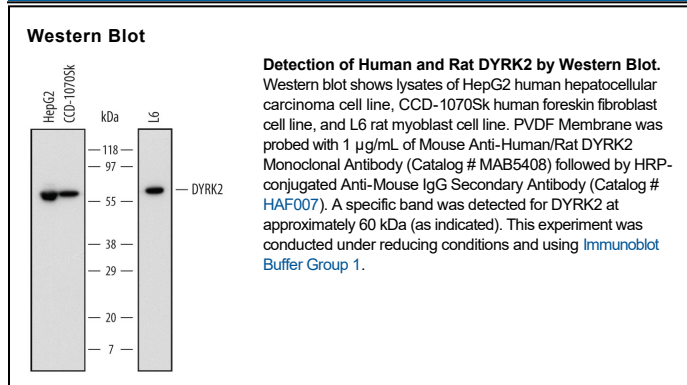 Western Blot
HepG2
CCD-1070Sk
kDa
L6
118
97
55
38
29
20
7
DYRK2
Detection of Human and Rat DYRK2 by Western Blot.
Western blot shows lysates of HepG2 human hepatocellular
carcinoma cell line, CCD-1070Sk human foreskin fibroblast
cell line, and L6 rat myoblast cell line. PVDF Membrane was
probed with 1 µg/mL of Mouse Anti-Human/Rat DYRK2
Monoclonal Antibody (Catalog # MAB5408) followed by HRP-
conjugated Anti-Mouse IgG Secondary Antibody (Catalog #
HAF007). A specific band was detected for DYRK2 at
approximately 60 kDa (as indicated). This experiment was
conducted under reducing conditions and using Immunoblot
Buffer Group 1.